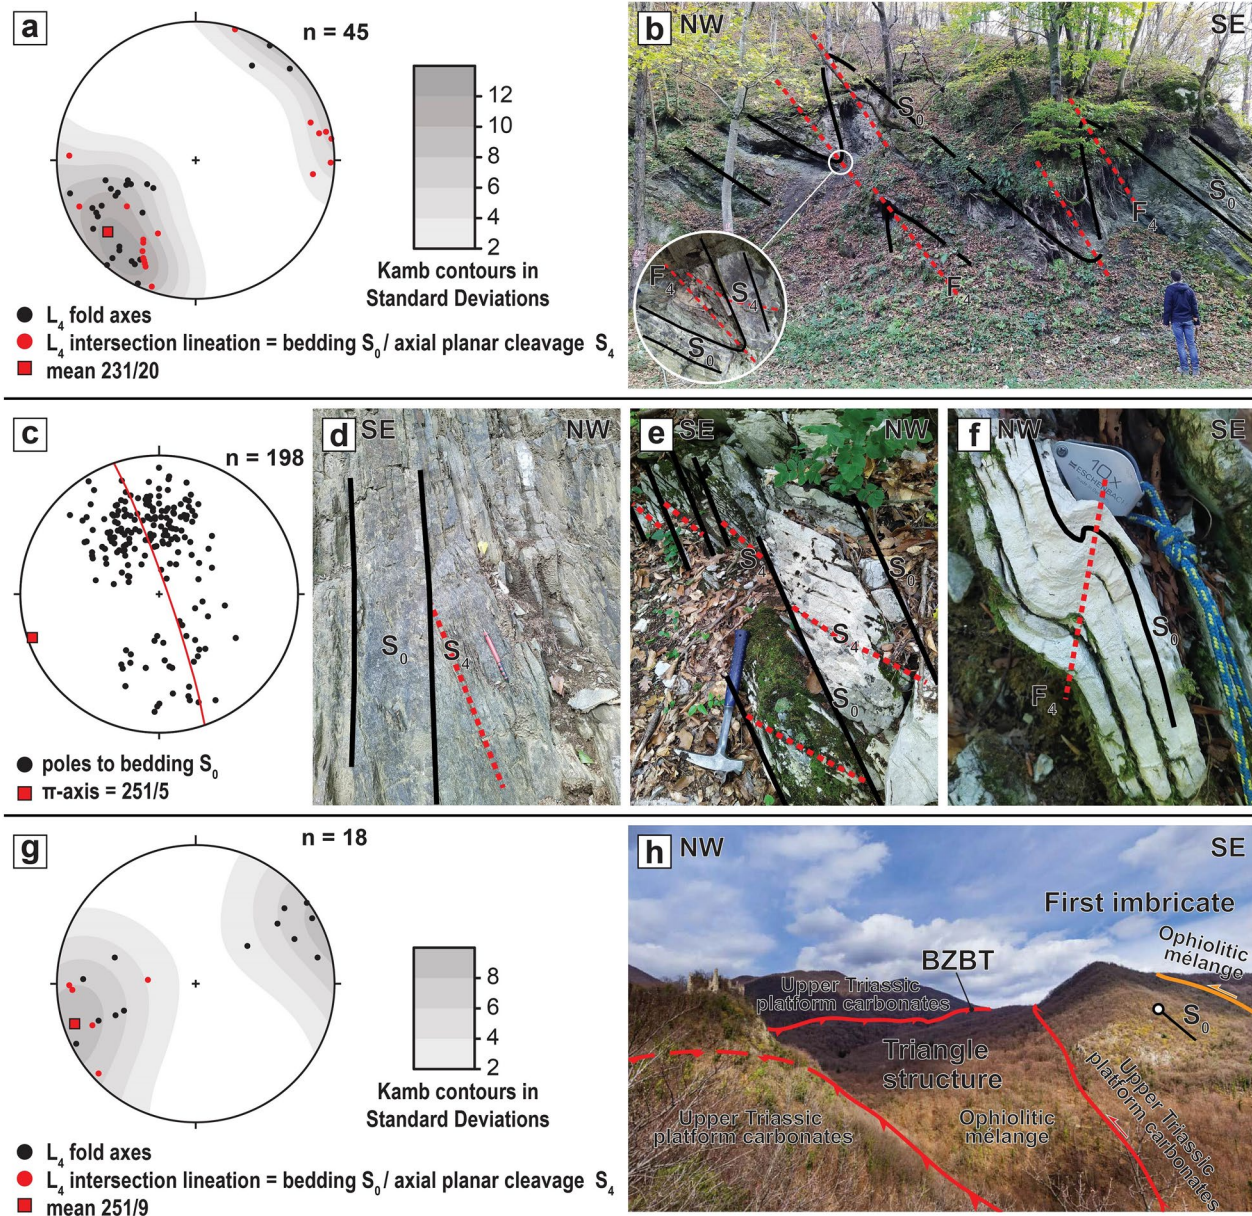 a
n = 45
12
10
8
6
4
2
Kamb contours in
Standard Deviations
L4 fold axes
L4 intersection lineation = bedding S0 / axial planar cleavage S4
mean 231/20
b NW
SE
S0
S0
F4
F4
F4
S4
S0
c
n = 198
poles to bedding S0
π-axis = 251/5
d SE
NW
S0
S4
e SE
NW
S4
S0
S4
S0
f NW
SE
10x
ESCHENBACH
S0
F4
g
n = 18
8
6
4
2
Kamb contours in
Standard Deviations
L4 fold axes
L4 intersection lineation = bedding S0 / axial planar cleavage S4
mean 251/9
h NW
SE
First imbricate
Ophiolitic
mélange
BZBT
Upper Triassic
platform carbonates
S0
Triangle
structure
Upper Triassic
platform carbonates
Ophiolitic
mélange
Upper Triassic
platform carbonates